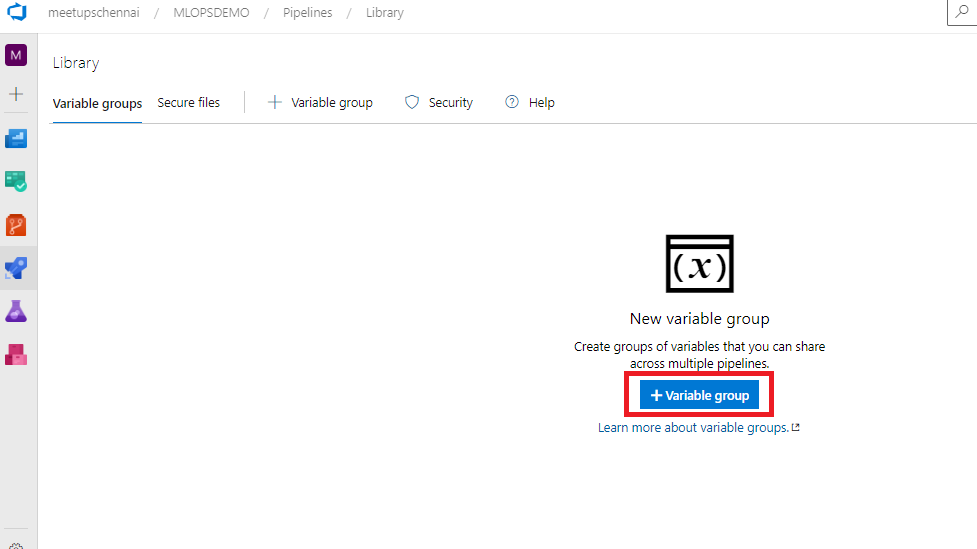 meetupschennai / MLOPSDEMO / Pipelines / Library
M
Library
Variable groups Secure files + Variable group Security ? Help
(x)
New variable group
Create groups of variables that you can share
across multiple pipelines.
+ Variable group
Learn more about variable groups.